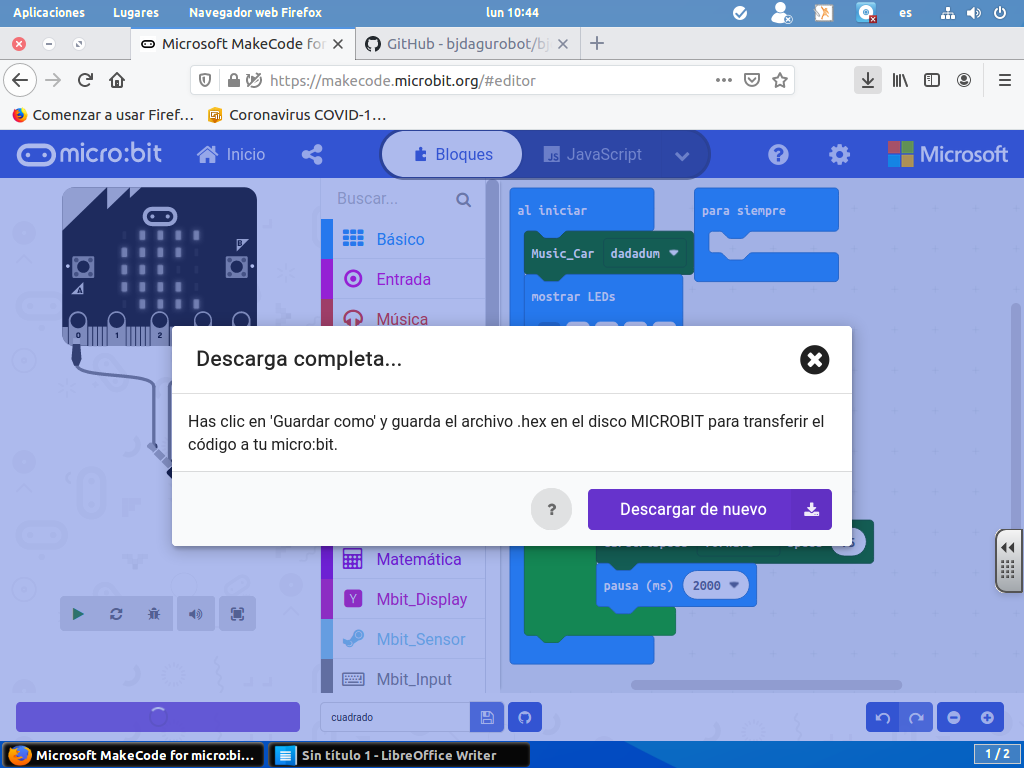 Aplicaciones Lugares Navegador web Firefox lun 10:44 es
Microsoft MakeCode for GitHub - bjdagurobot/bj
https://makecode.microbit.org/#editor
Comenzar a usar Firef... Coronavirus COVID-1...
micro:bit Inicio Bloques JavaScript Microsoft
Buscar...
Básico
Entrada
Música
Matemática
Mbit_Display
Mbit_Sensor
Mbit_Input
B
A
0 1 2
al iniciar
para siempre
Music_Car dadadum
mostrar LEDs
pausa (ms) 2000
Descarga completa...
Has clic en 'Guardar como' y guarda el archivo .hex en el disco MICROBIT para transferir el
código a tu micro:bit.
? Descargar de nuevo
cuadrado
Microsoft MakeCode for micro:bi... Sin título 1 - LibreOffice Writer 1 / 2